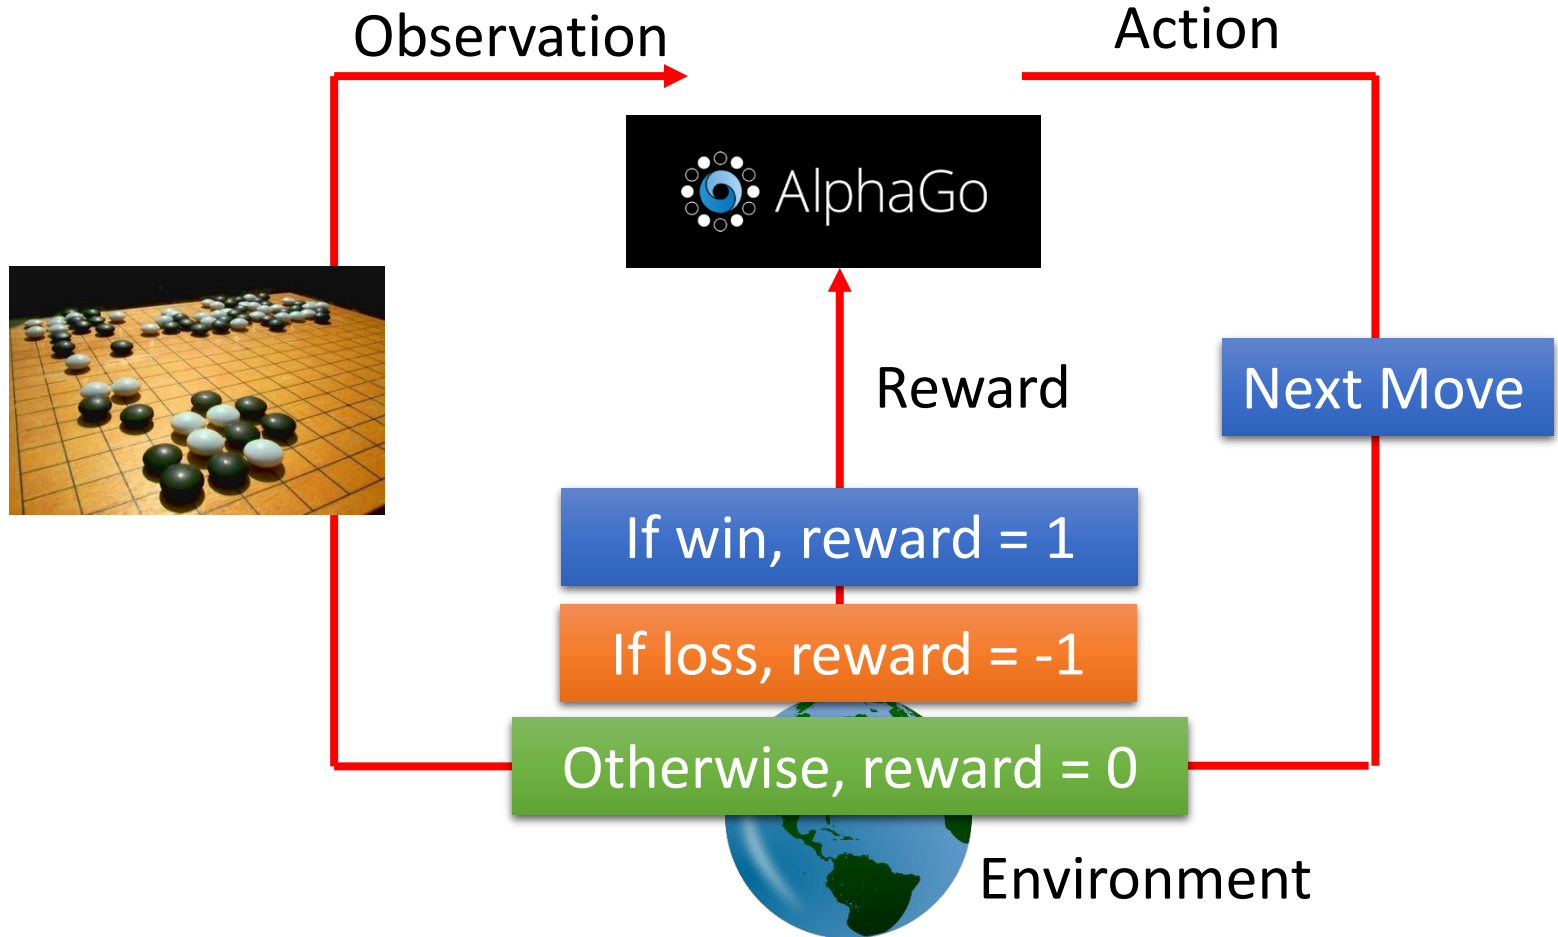 Observation
Action
AlphaGo
Reward
Next Move
If win, reward = 1
If loss, reward = -1
Otherwise, reward = 0
Environment